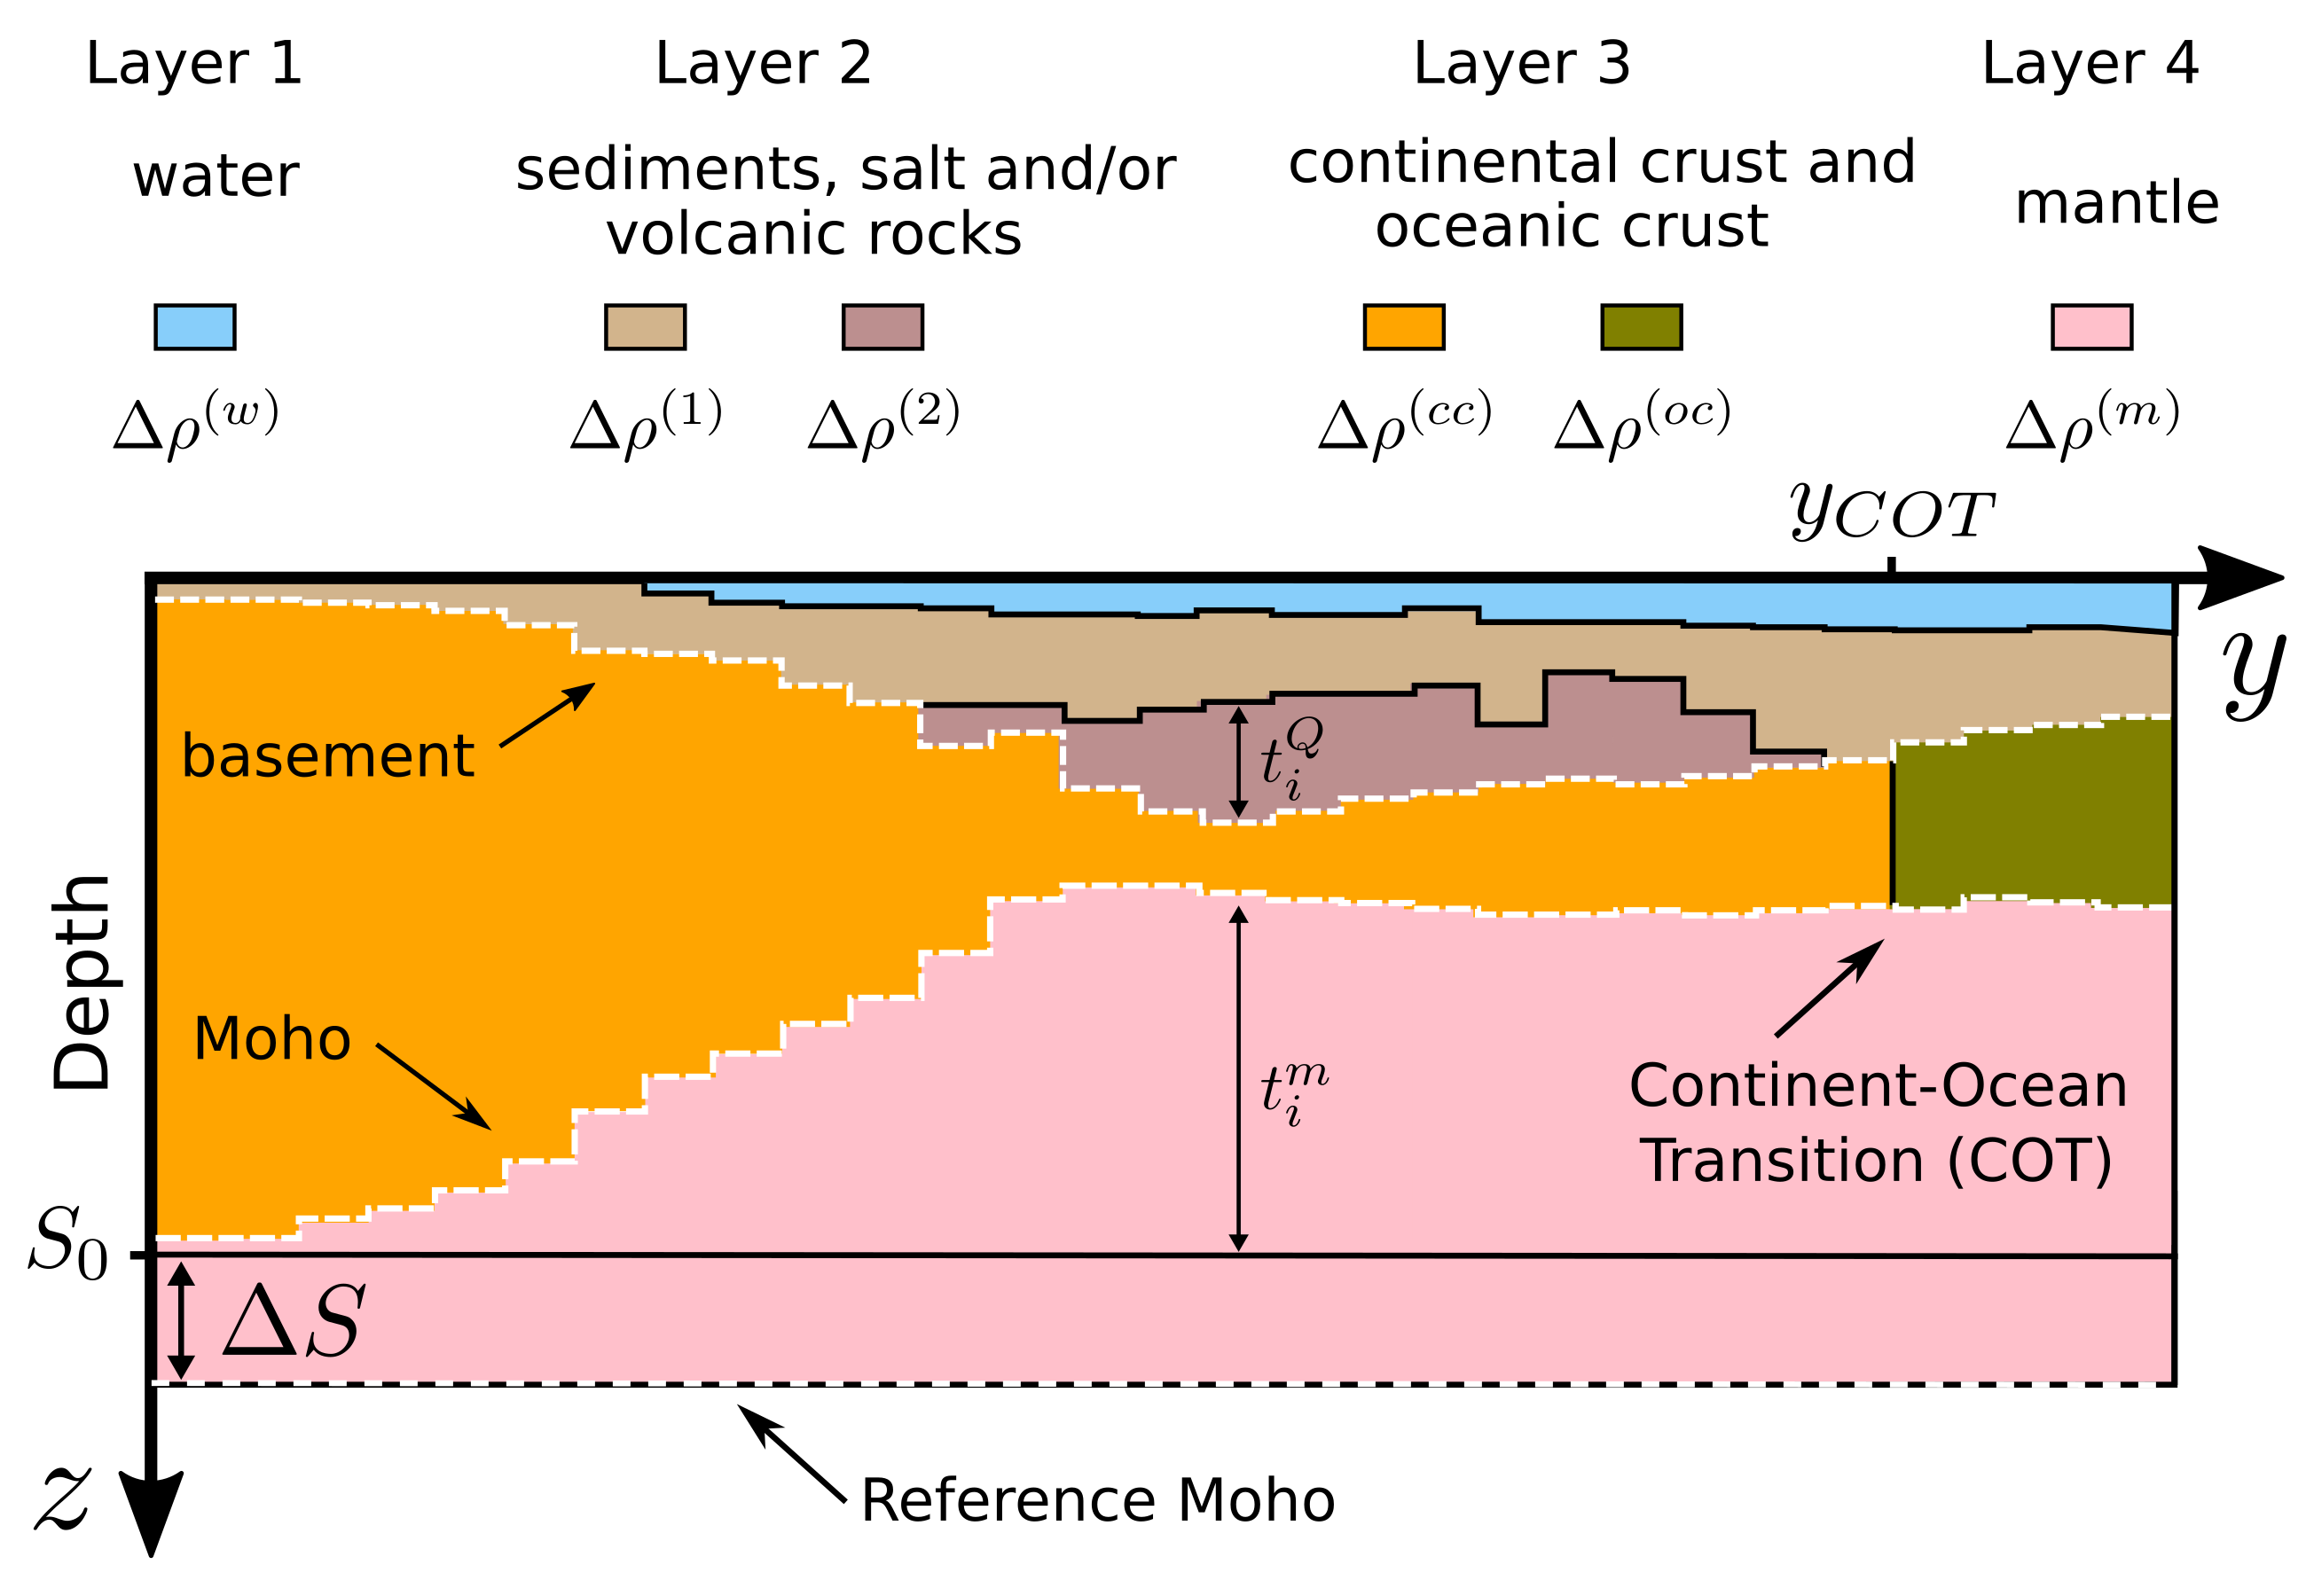 Layer 1
Layer 2
Layer 3
Layer 4
water
sediments, salt and/or
volcanic rocks
continental crust and
oceanic crust
mantle
Δρ⁽ʷ⁾
Δρ⁽¹⁾
Δρ⁽²⁾
Δρ⁽ᶜᶜ⁾
Δρ⁽ᵒᶜ⁾
Δρ⁽ᵐ⁾
y_COT
y
basement
t_i^Q
Depth
Moho
t_i^m
Continent-Ocean
Transition (COT)
S₀
ΔS
z
Reference Moho